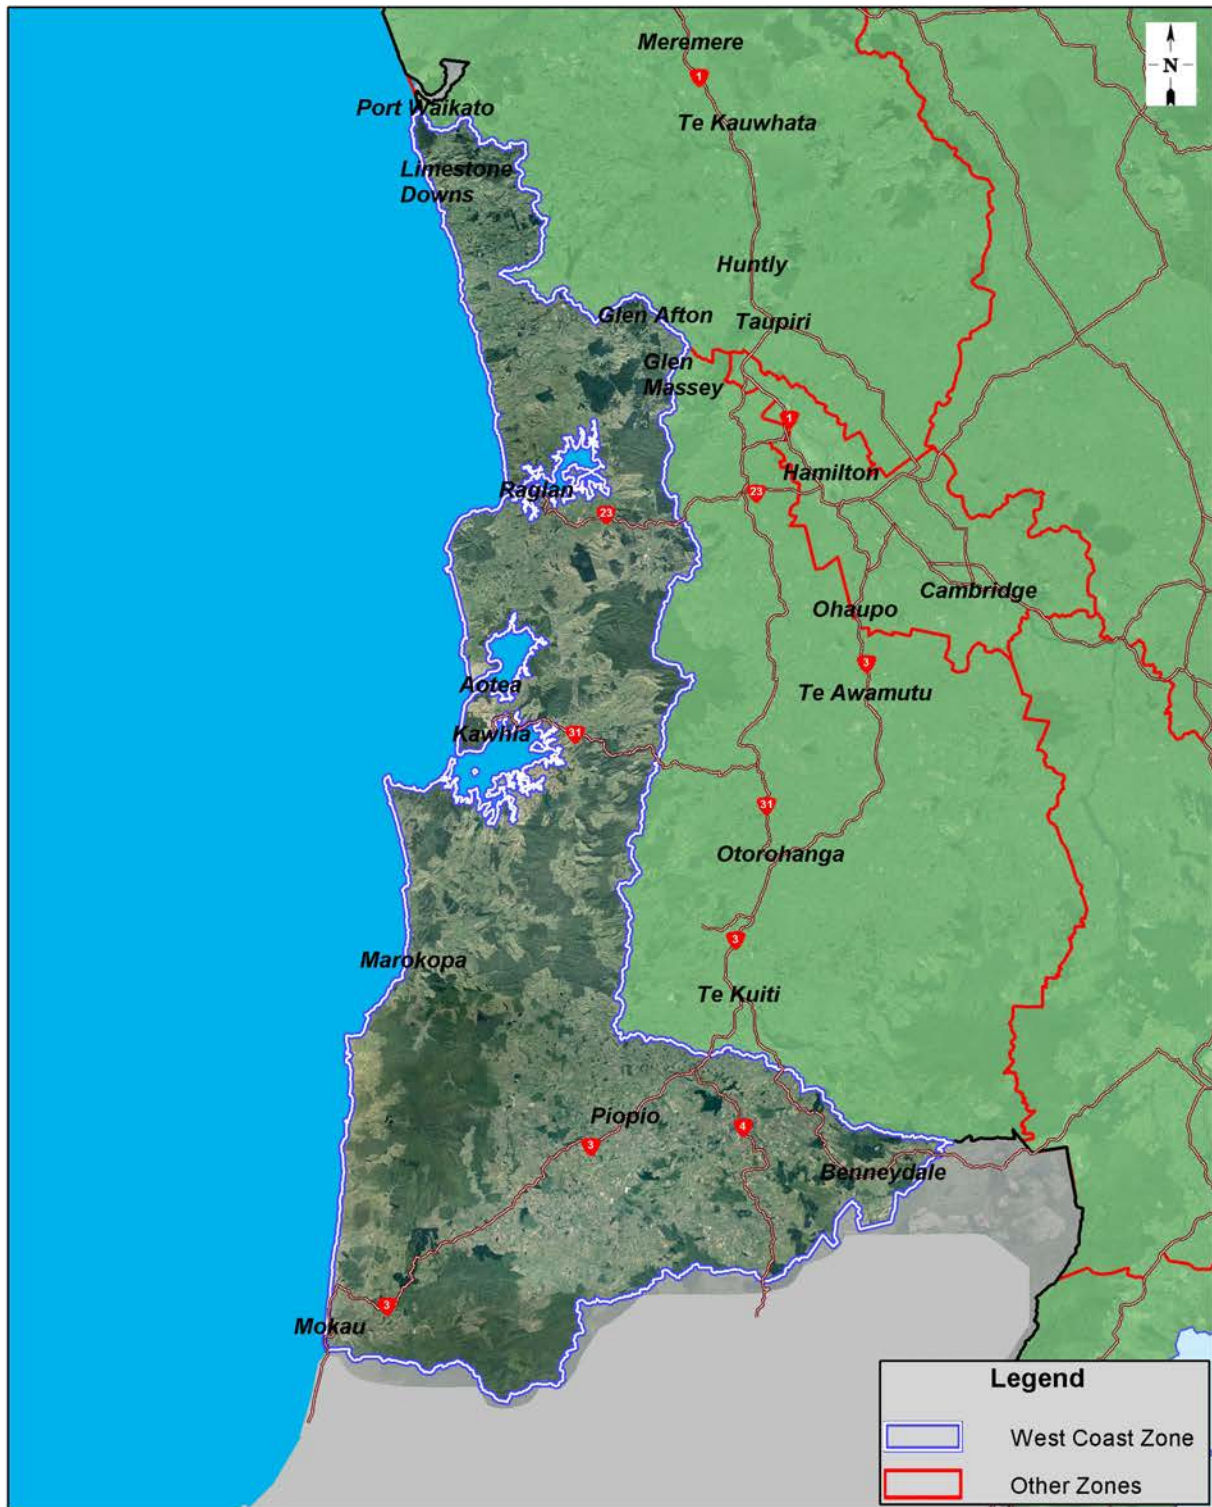 Meremere
N
1
Port Waikato
Te Kauwhata
Limestone
Downs
Huntly
Glen Afton
Taupiri
Glen
Massey
1
Hamilton
Raglan
23
23
Cambridge
Ohaupo
3
Aotea
Te Awamutu
Kawhia
31
31
Otorohanga
3
Marokopa
Te Kuiti
Piopio
4
3
Benneydale
3
Mokau
Legend
West Coast Zone
Other Zones